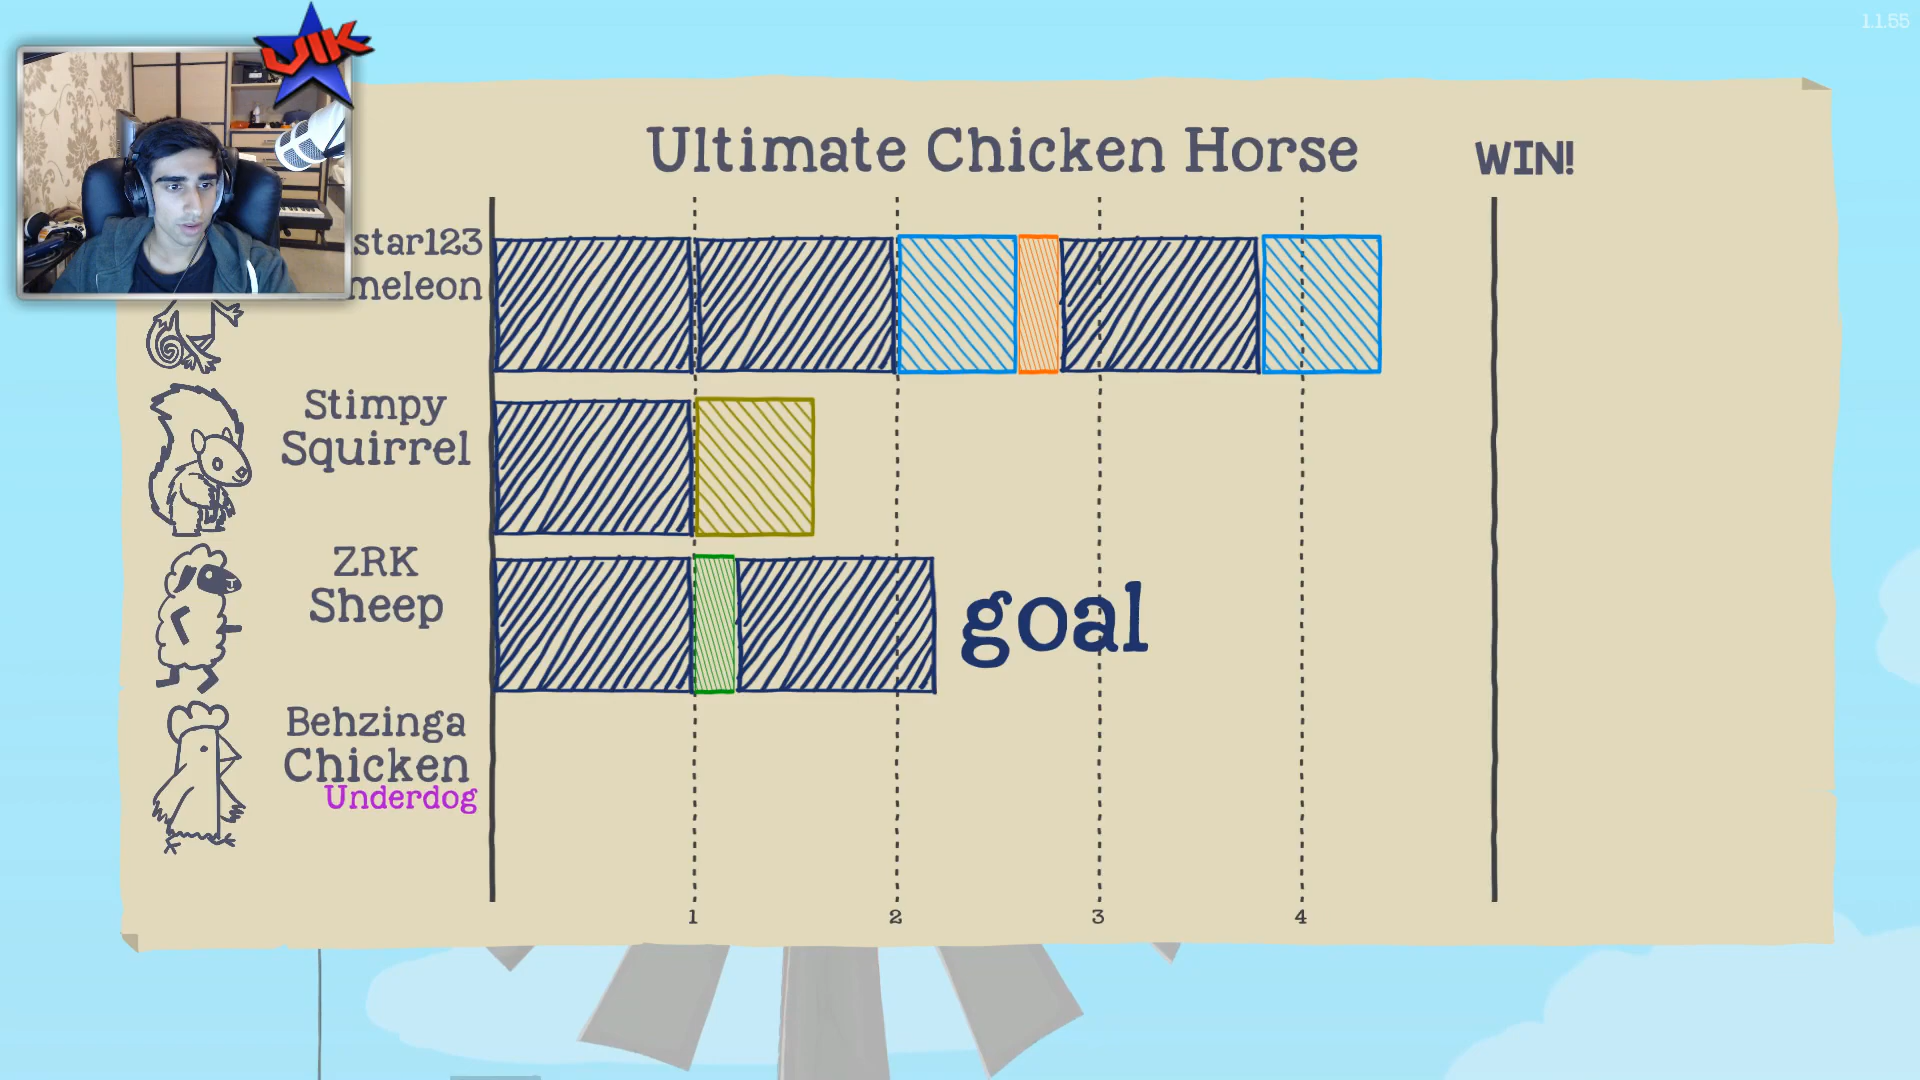 1.1.55
VIK
Ultimate Chicken Horse
WIN!
star123
meleon
Stimpy
Squirrel
ZRK
Sheep
goal
Behzinga
Chicken
Underdog
1 2 3 4